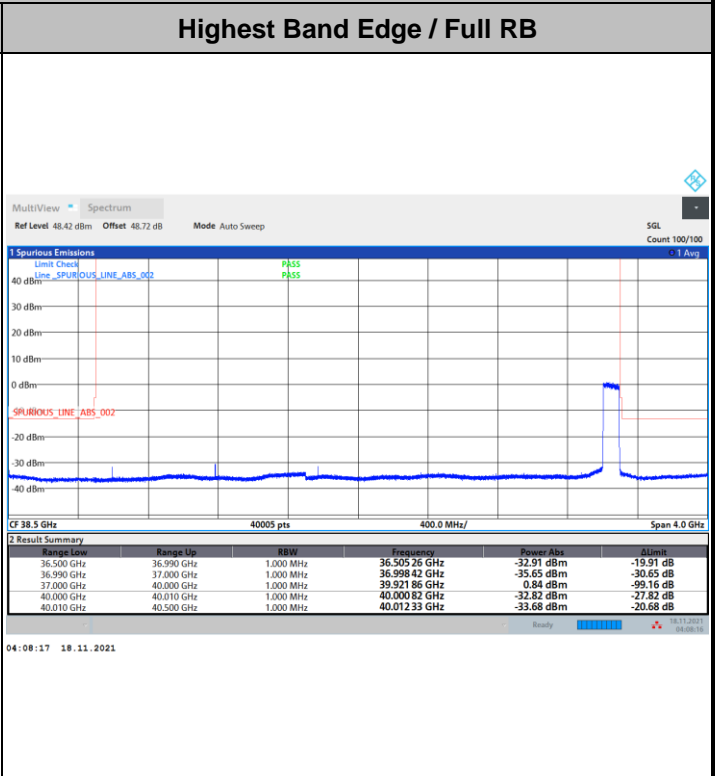 Highest Band Edge / Full RB
MultiView Spectrum
Ref Level 48.42 dBm Offset 48.72 dB Mode Auto Sweep SGL
Count 100/100
1 Spurious Emissions 1 Avg
Limit Check PASS
Line _SPURIOUS_LINE_ABS_002 PASS
40 dBm
30 dBm
20 dBm
10 dBm
0 dBm
_SPURIOUS_LINE_ABS_002
-20 dBm
-30 dBm
-40 dBm
CF 38.5 GHz 40005 pts 400.0 MHz/ Span 4.0 GHz
2 Result Summary
Range Low Range Up RBW Frequency Power Abs ΔLimit
36.500 GHz 36.990 GHz 1.000 MHz 36.505 26 GHz -32.91 dBm -19.91 dB
36.990 GHz 37.000 GHz 1.000 MHz 36.998 42 GHz -35.65 dBm -30.65 dB
37.000 GHz 40.000 GHz 1.000 MHz 39.921 86 GHz 0.84 dBm -99.16 dB
40.000 GHz 40.010 GHz 1.000 MHz 40.000 82 GHz -32.82 dBm -27.82 dB
40.010 GHz 40.500 GHz 1.000 MHz 40.012 33 GHz -33.68 dBm -20.68 dB
Ready 18.11.2021
04:08:16
04:08:17 18.11.2021